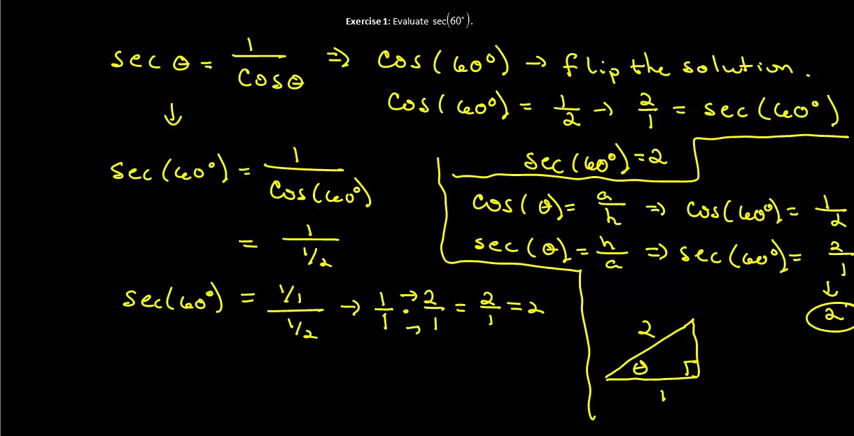 Exercise 1: Evaluate sec(60°).
sec θ = 1/cosθ ⇒ cos(60°) → flip the solution.
↓ cos(60°) = 1/2 → 2/1 = sec(60°)
sec(60°) = 1/cos(60°)
sec(60°) = 2
cos(θ) = a/h ⇒ cos(60°) = 1/2
= 1/(1/2)
sec(θ) = h/a ⇒ sec(60°) = 2/1
↓
2
sec(60°) = (1/1)/(1/2) → 1/1 · 2/1 = 2/1 = 2
2
θ
1